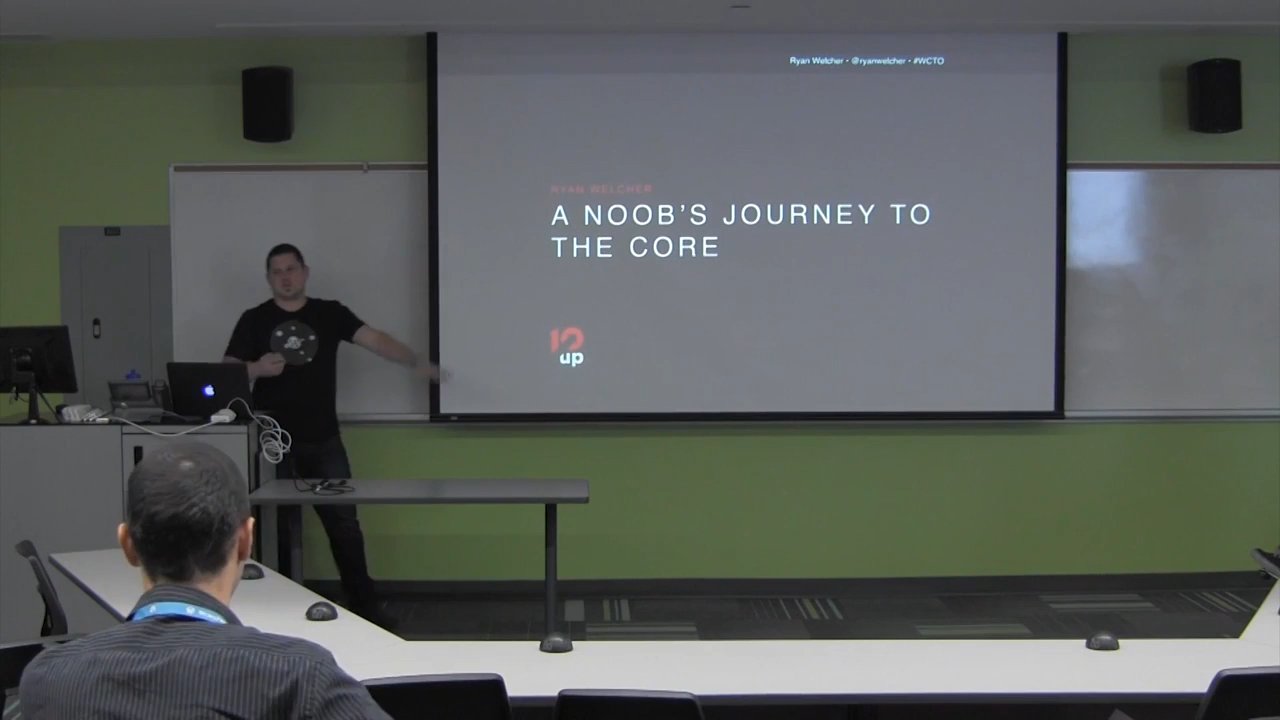 Ryan Welcher • @ryanwelcher • #WCTO
RYAN WELCHER
A NOOB'S JOURNEY TO
THE CORE
10
up